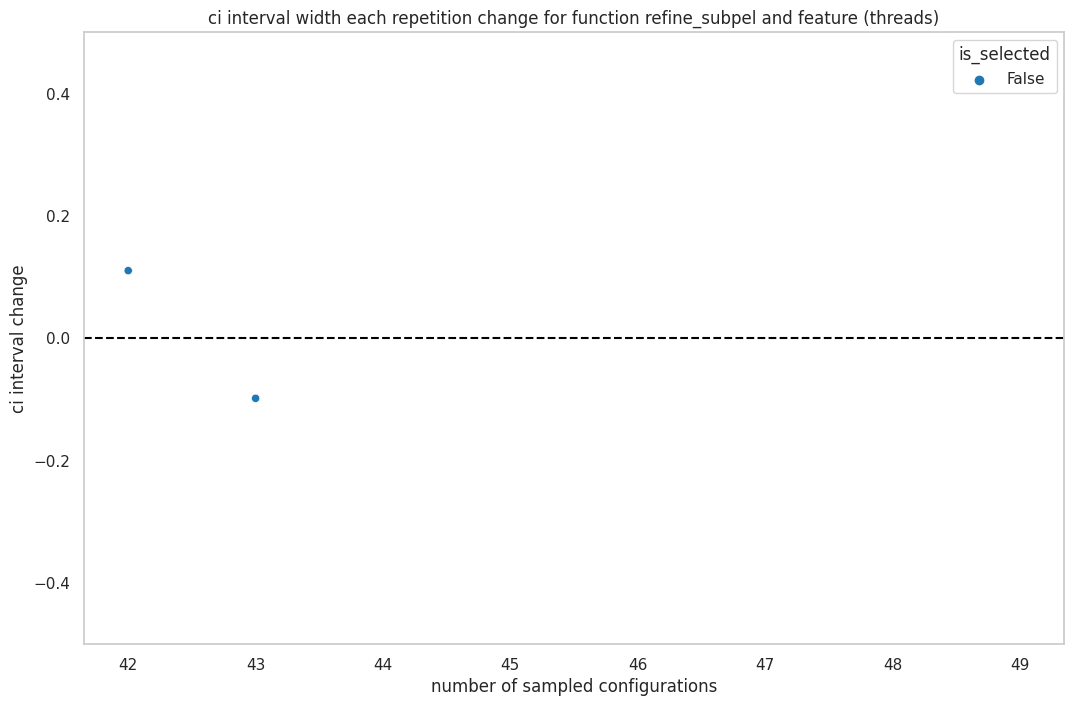 ci interval width each repetition change for function refine_subpel and feature (threads)
is_selected
False
0.4
0.2
0.0
−0.2
−0.4
ci interval change
42 43 44 45 46 47 48 49
number of sampled configurations